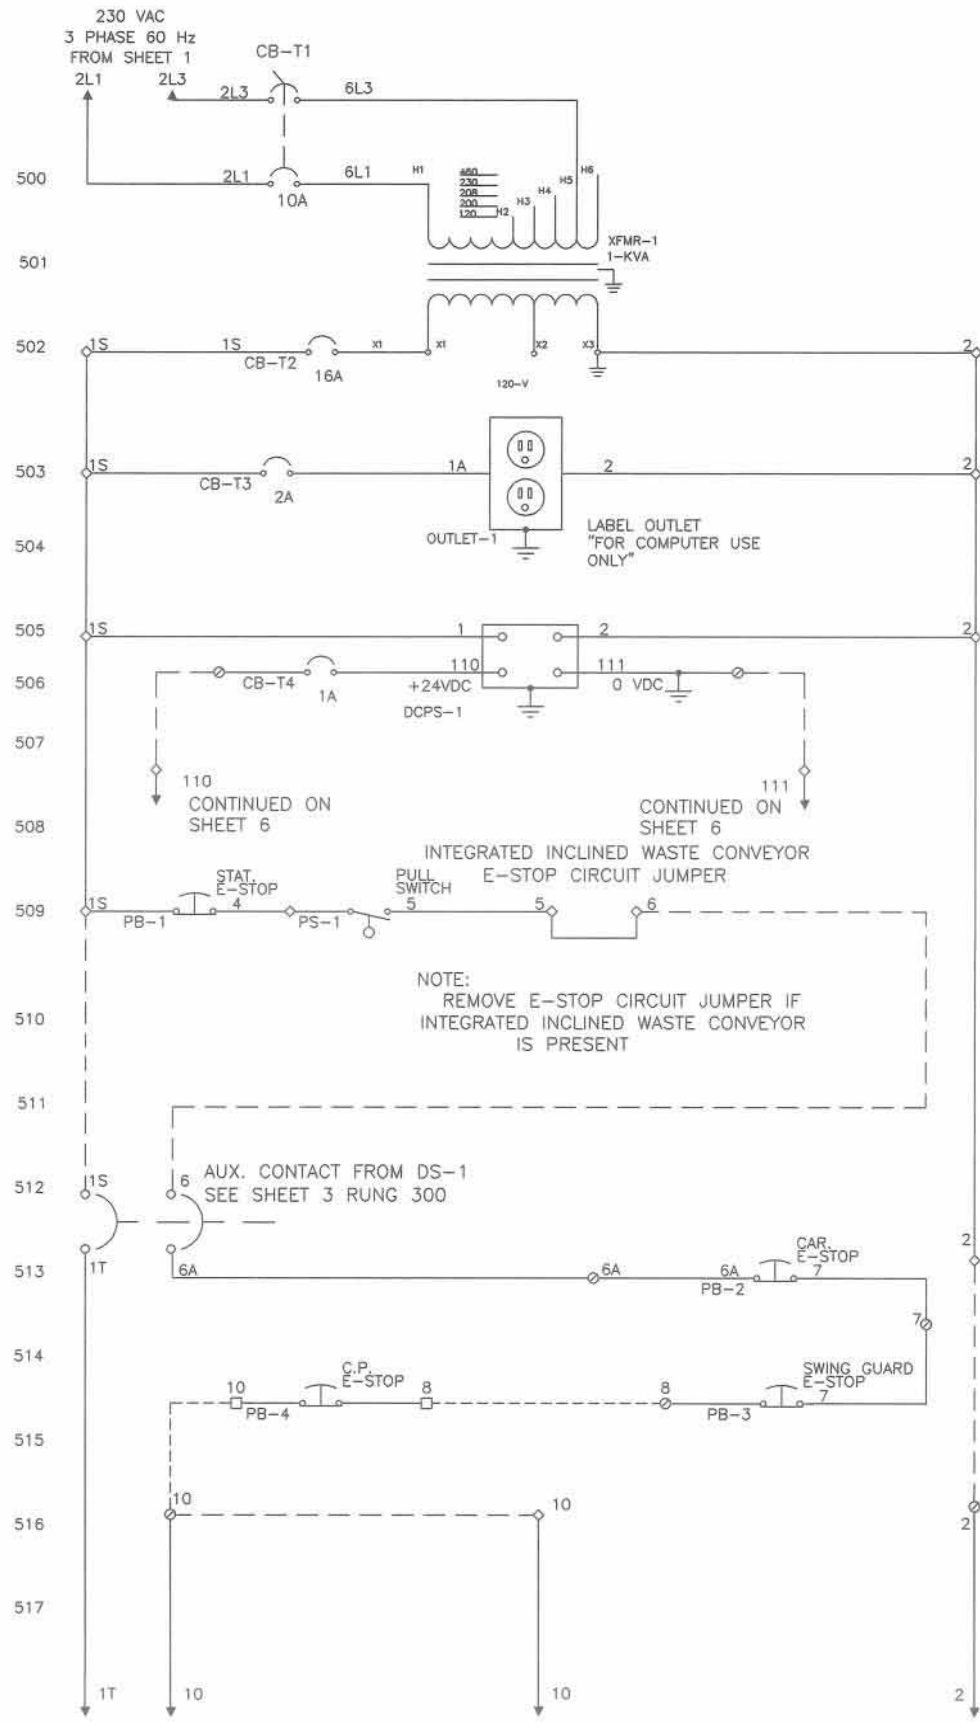 230 VAC
3 PHASE 60 Hz
FROM SHEET 1
2L1 2L3
CB-T1
2L3 6L3
500
2L1 6L1
10A
H1
460
230
208
200
120
H2 H3 H4 H5 H6
501
XFMR-1
1-KVA
502
1S 1S X1 X1 X2 X3 2
CB-T2
16A
120-V
503
1S 1A 2 2
CB-T3
2A
504
OUTLET-1
LABEL OUTLET
"FOR COMPUTER USE
ONLY"
505
1S 1 2 2
506
CB-T4
1A
110
+24VDC
111
0 VDC
DCPS-1
507
110
CONTINUED ON
SHEET 6
111
CONTINUED ON
SHEET 6
508
INTEGRATED INCLINED WASTE CONVEYOR
E-STOP CIRCUIT JUMPER
STAT.
E-STOP
PULL
SWITCH
509
1S 4 5 5 6
PB-1 PS-1
NOTE:
REMOVE E-STOP CIRCUIT JUMPER IF
INTEGRATED INCLINED WASTE CONVEYOR
IS PRESENT
510
511
512
1S 6
AUX. CONTACT FROM DS-1
SEE SHEET 3 RUNG 300
513
1T 6A 6A 6A 7 2
CAR.
E-STOP
PB-2
7
514
C.P.
E-STOP
SWING GUARD
E-STOP
10 8 8 7
PB-4 PB-3
515
516
10 10 2
517
1T 10 10 2